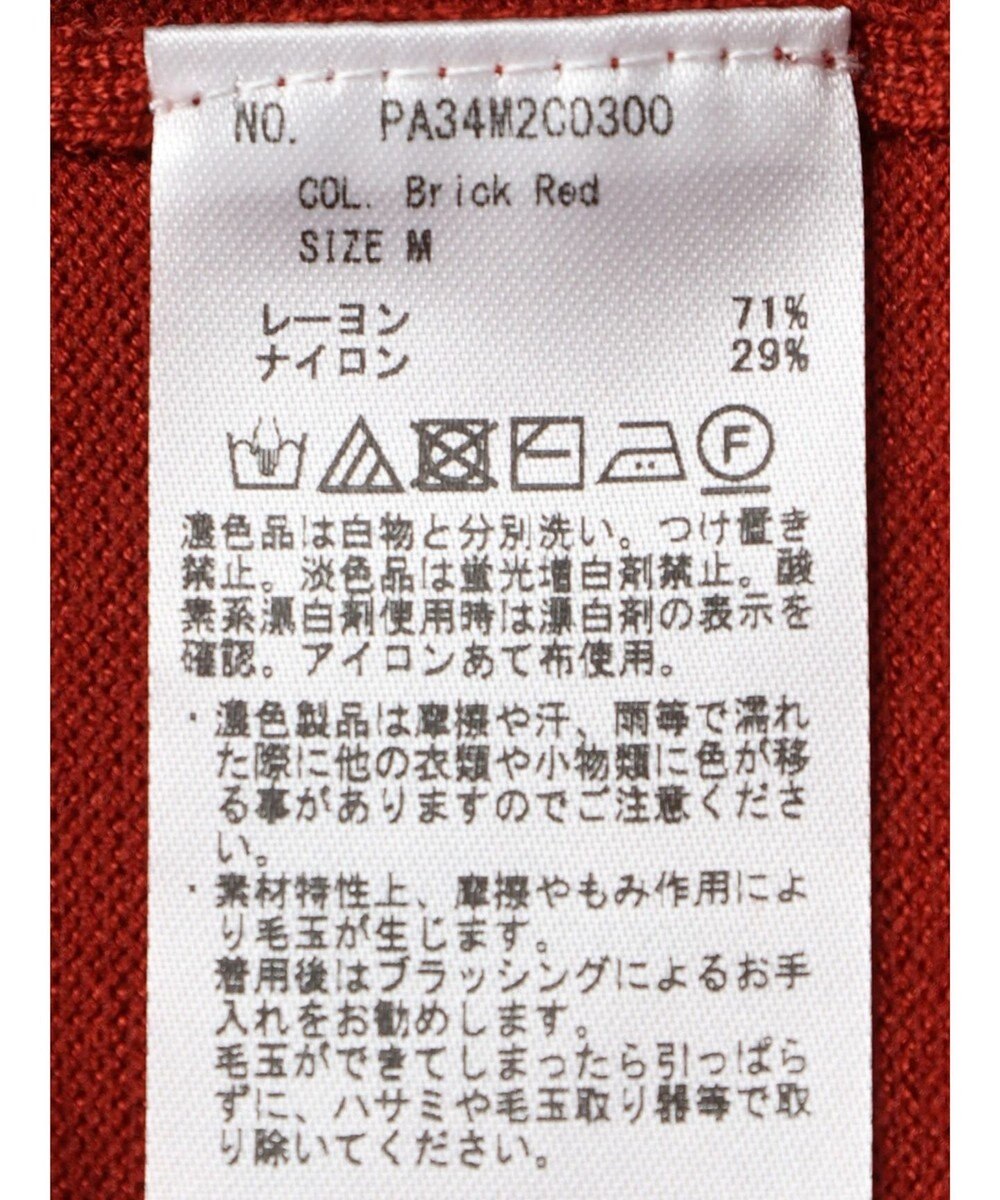 NO. PA34M2C0300
COL. Brick Red
SIZE M
レーヨン 71%
ナイロン 29%
F
濃色品は白物と分別洗い。つけ置き
禁止。淡色品は蛍光増白剤禁止。酸
素系漂白剤使用時は漂白剤の表示を
確認。アイロンあて布使用。
・濃色製品は摩擦や汗、雨等で濡れ
た際に他の衣類や小物類に色が移
る事がありますのでご注意くださ
い。
・素材特性上、摩擦やもみ作用によ
り毛玉が生じます。
着用後はブラッシングによるお手
入れをお勧めします。
毛玉ができてしまったら引っぱら
ずに、ハサミや毛玉取り器等で取
り除いてください。